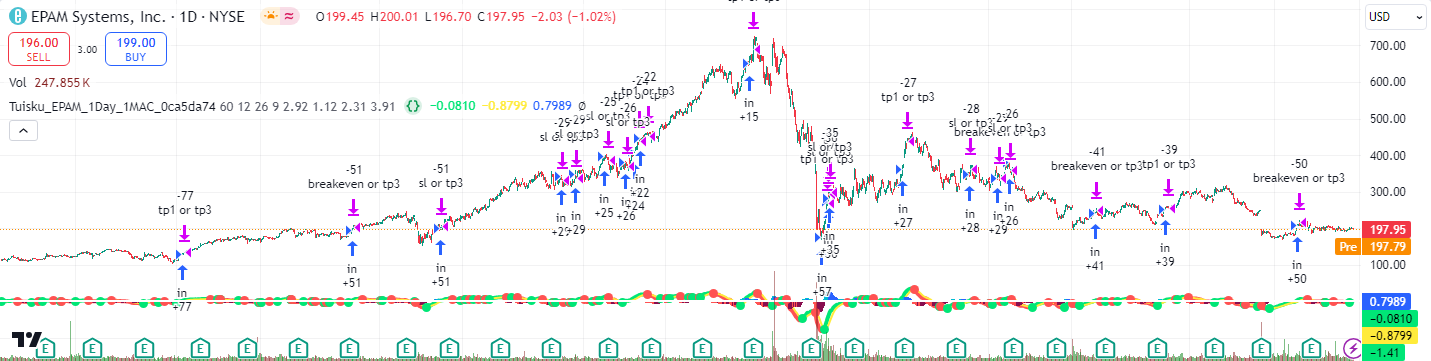 EPAM Systems, Inc. · 1D · NYSE
O199.45 H200.01 L196.70 C197.95 −2.03 (−1.02%)
USD
196.00
SELL
3.00
199.00
BUY
Vol 247.855 K
Tuisku_EPAM_1Day_1MAC_0ca5da74 60 12 26 9 2.92 1.12 2.31 3.91 {} −0.0810 −0.8799 0.7989 Ø
700.00
600.00
500.00
400.00
300.00
197.95
Pre 197.79
100.00
0.7989
−0.0810
−0.8799
−1.41
-77
tp1 or tp3
in
+77
-51
breakeven or tp3
in
+51
-51
sl or tp3
in
+51
-29
sl or tp3
in
-29
sl or tp3
in
+29
-25
sl or tp3
in
+25
-26
sl or tp3
in
+26
-24
tp1 or tp3
in
+24
-22
tp1 or tp3
in
+22
tp1 or tp3
in
+15
in
+57
-35
sl or tp3
tp1 or tp3
in
+35
-27
tp1 or tp3
in
+27
-28
sl or tp3
in
+28
breakeven or tp3
in
+29
-26
sl or tp3
in
+26
-41
breakeven or tp3
in
+41
-39
tp1 or tp3
in
+39
-50
breakeven or tp3
in
+50
E E E E E E E E E E E E E E E E E E E E E E E E E E